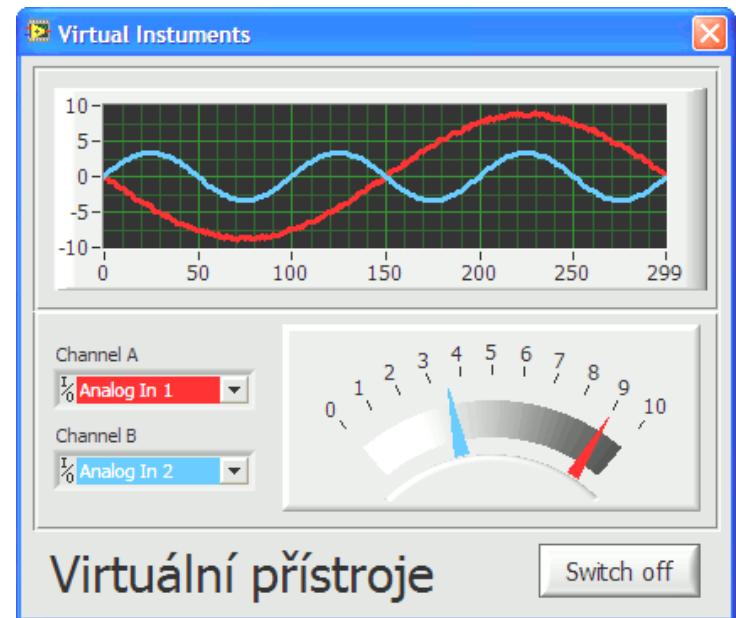 Virtual Instuments
10
5
0
-5
-10
0 50 100 150 200 250 299
Channel A
I/O Analog In 1
Channel B
I/O Analog In 2
0 1 2 3 4 5 6 7 8 9 10
Virtuální přístroje
Switch off